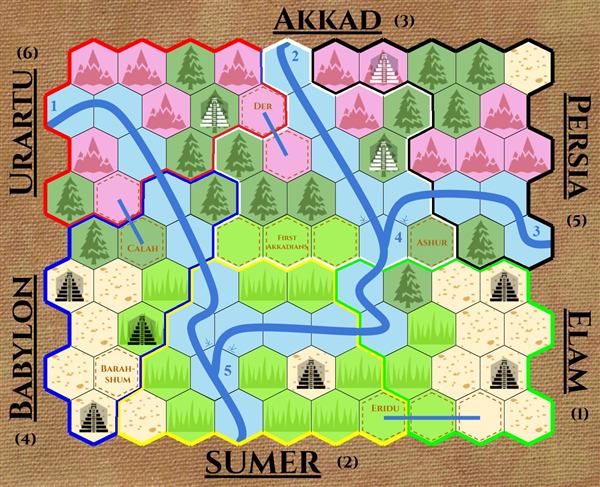 AKKAD (3)
(6)
URARTU
2
1
DER
PERSIA
(5)
CALAH
FIRST
AKKADIANS
4
ASHUR
3
BABYLON
(4)
BARAH-
SHUM
5
ELAM
(1)
ERIDU
SUMER (2)